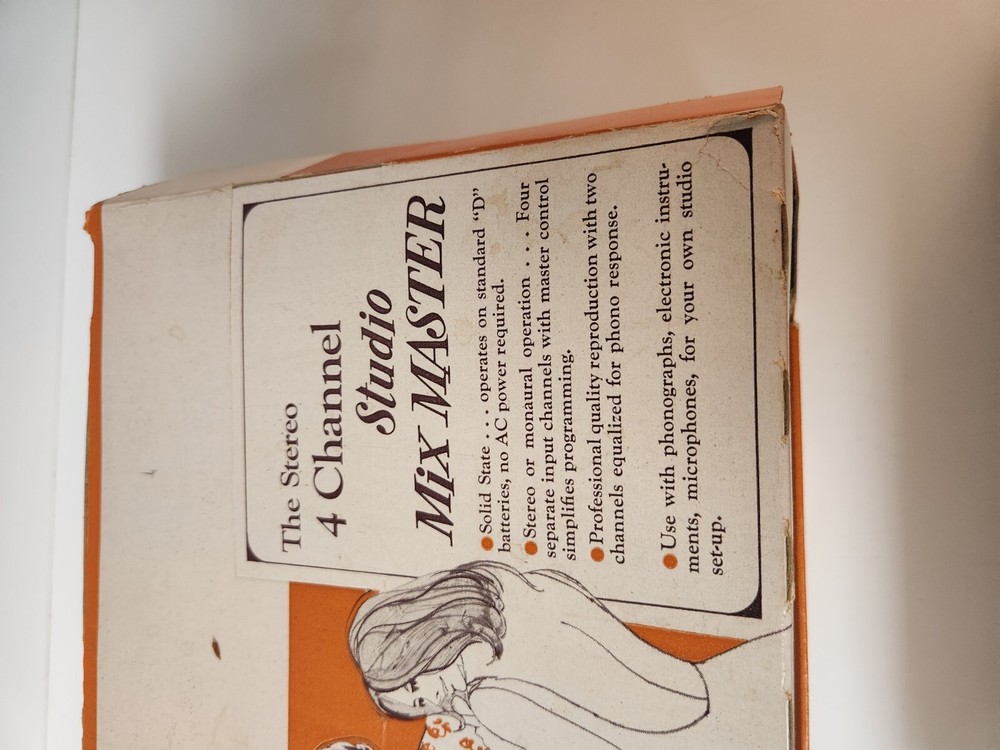 The Stereo
4 Channel
Studio
MiX MASTER
Solid State . . . operates on standard “D”
batteries, no AC power required.
Stereo or monaural operation . . . Four
separate input channels with master control
simplifies programming.
Professional quality reproduction with two
channels equalized for phono response.
Use with phonographs, electronic instru-
ments, microphones, for your own studio
set-up.